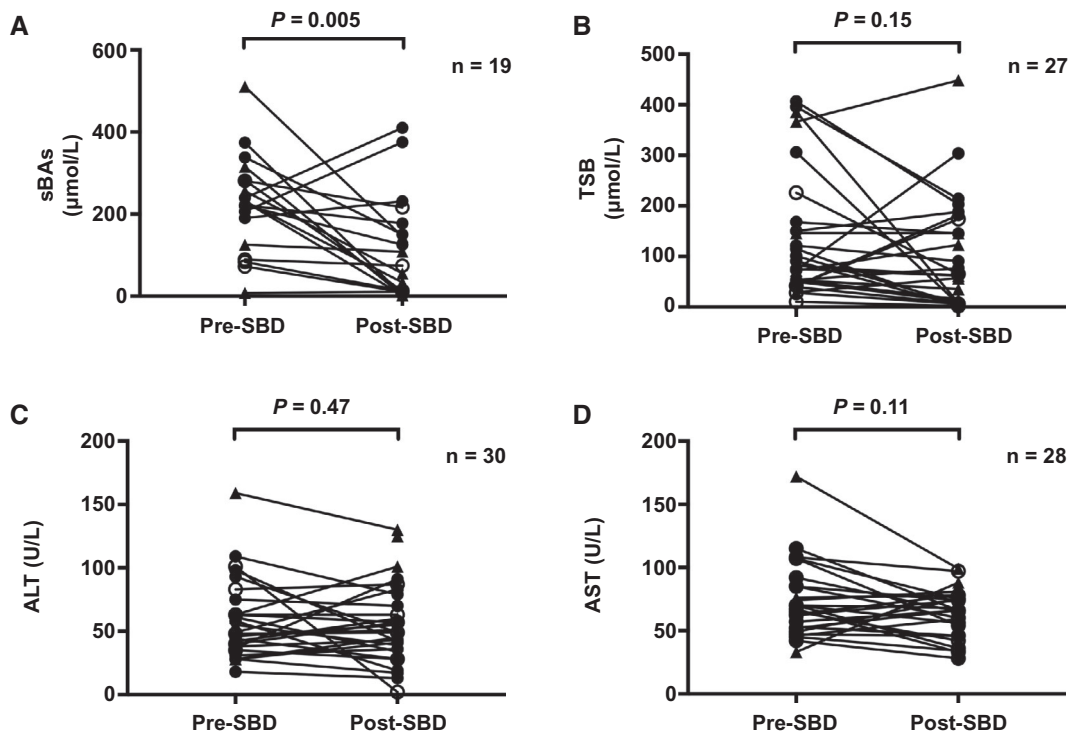 A
P = 0.005
n = 19
600
400
200
0
sBAs
(µmol/L)
Pre-SBD
Post-SBD
B
P = 0.15
n = 27
500
400
300
200
100
0
TSB
(µmol/L)
Pre-SBD
Post-SBD
C
P = 0.47
n = 30
200
150
100
50
0
ALT (U/L)
Pre-SBD
Post-SBD
D
P = 0.11
n = 28
200
150
100
50
0
AST (U/L)
Pre-SBD
Post-SBD